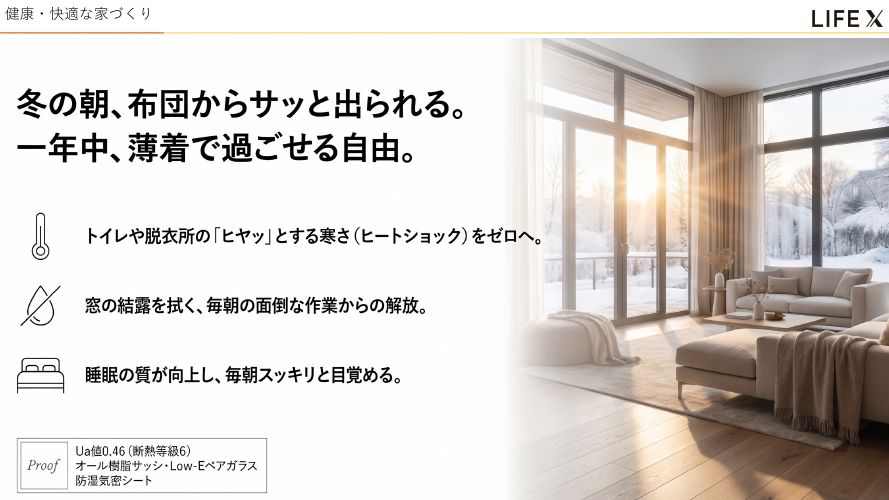 健康・快適な家づくり
LIFE X
冬の朝、布団からサッと出られる。
一年中、薄着で過ごせる自由。
トイレや脱衣所の「ヒヤッ」とする寒さ（ヒートショック）をゼロへ。
窓の結露を拭く、毎朝の面倒な作業からの解放。
睡眠の質が向上し、毎朝スッキリと目覚める。
Proof
Ua値0.46（断熱等級6）
オール樹脂サッシ・Low-Eペアガラス
防湿気密シート